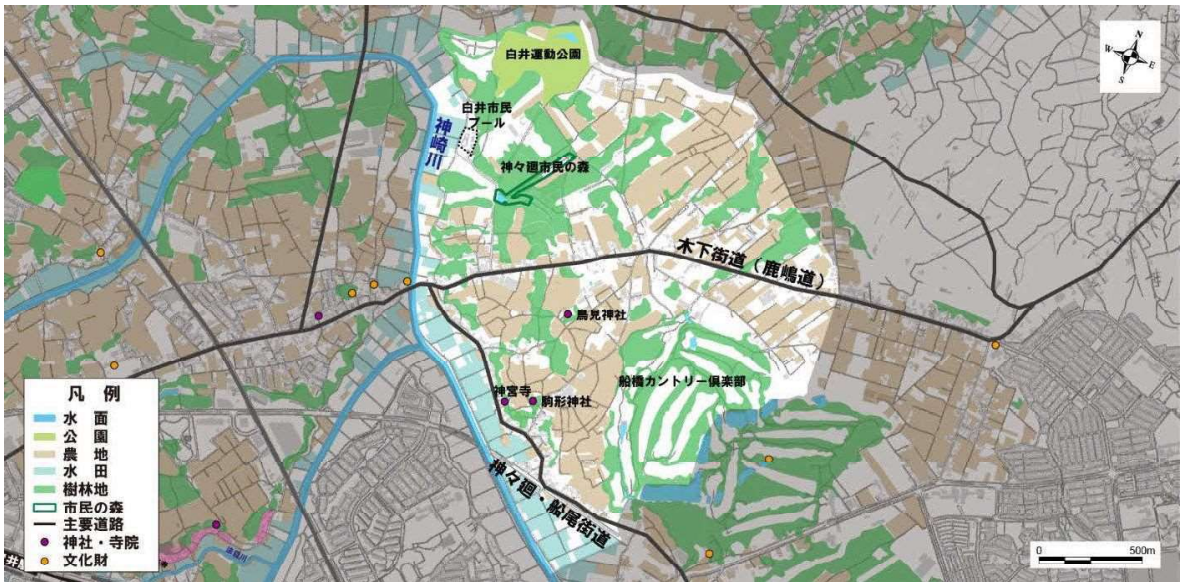 白井運動公園
N
W
E
S
白井市民
プール
神崎川
神々廻市民の森
木下街道（鹿嶋道）
鳥見神社
船橋カントリー倶楽部
神宮寺
駒形神社
神々廻・船尾街道
凡 例
水 面
公 園
農 地
水 田
樹林地
市民の森
主要道路
神社・寺院
文化財
井
0
500m